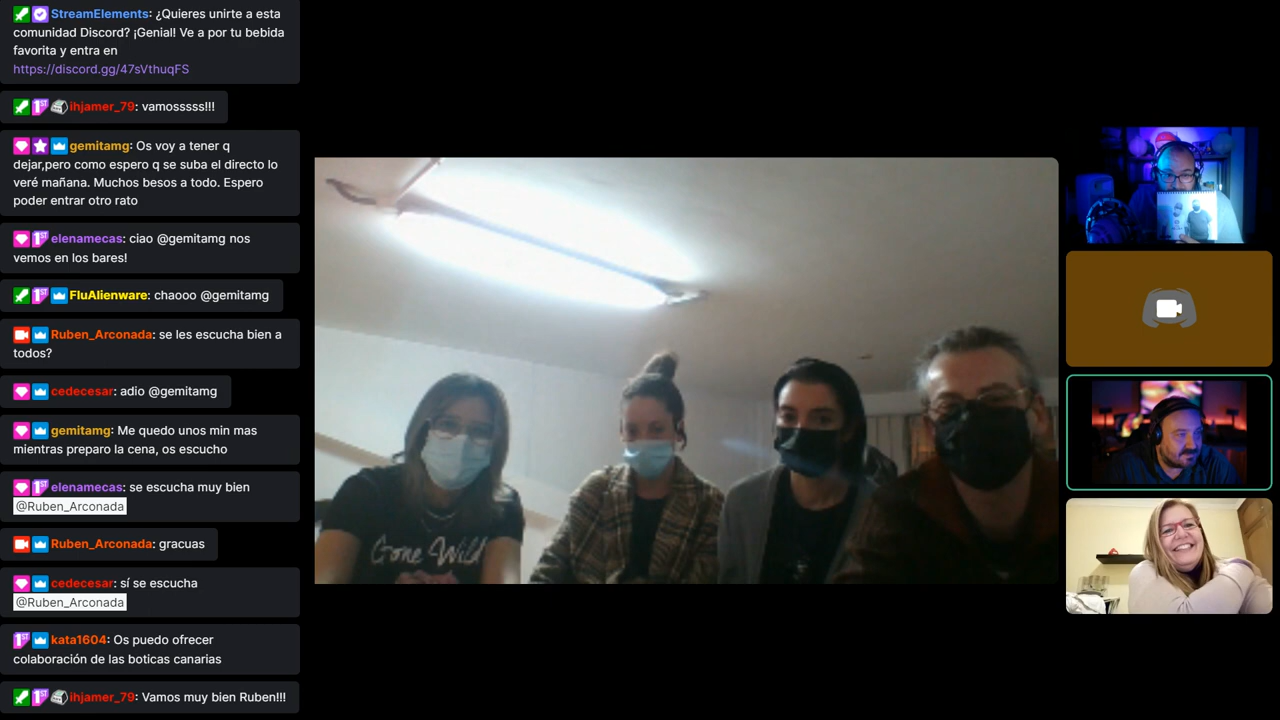 StreamElements: ¿Quieres unirte a esta
comunidad Discord? ¡Genial! Ve a por tu bebida
favorita y entra en
https://discord.gg/47sVthuqFS
ihjamer_79: vamosssss!!!
gemitamg: Os voy a tener q
dejar,pero como espero q se suba el directo lo
veré mañana. Muchos besos a todo. Espero
poder entrar otro rato
elenamecas: ciao @gemitamg nos
vemos en los bares!
FluAlienware: chaooo @gemitamg
Ruben_Arconada: se les escucha bien a
todos?
cedecesar: adio @gemitamg
gemitamg: Me quedo unos min mas
mientras preparo la cena, os escucho
elenamecas: se escucha muy bien
@Ruben_Arconada
Ruben_Arconada: gracuas
cedecesar: sí se escucha
@Ruben_Arconada
kata1604: Os puedo ofrecer
colaboración de las boticas canarias
ihjamer_79: Vamos muy bien Ruben!!!
Gone Wild